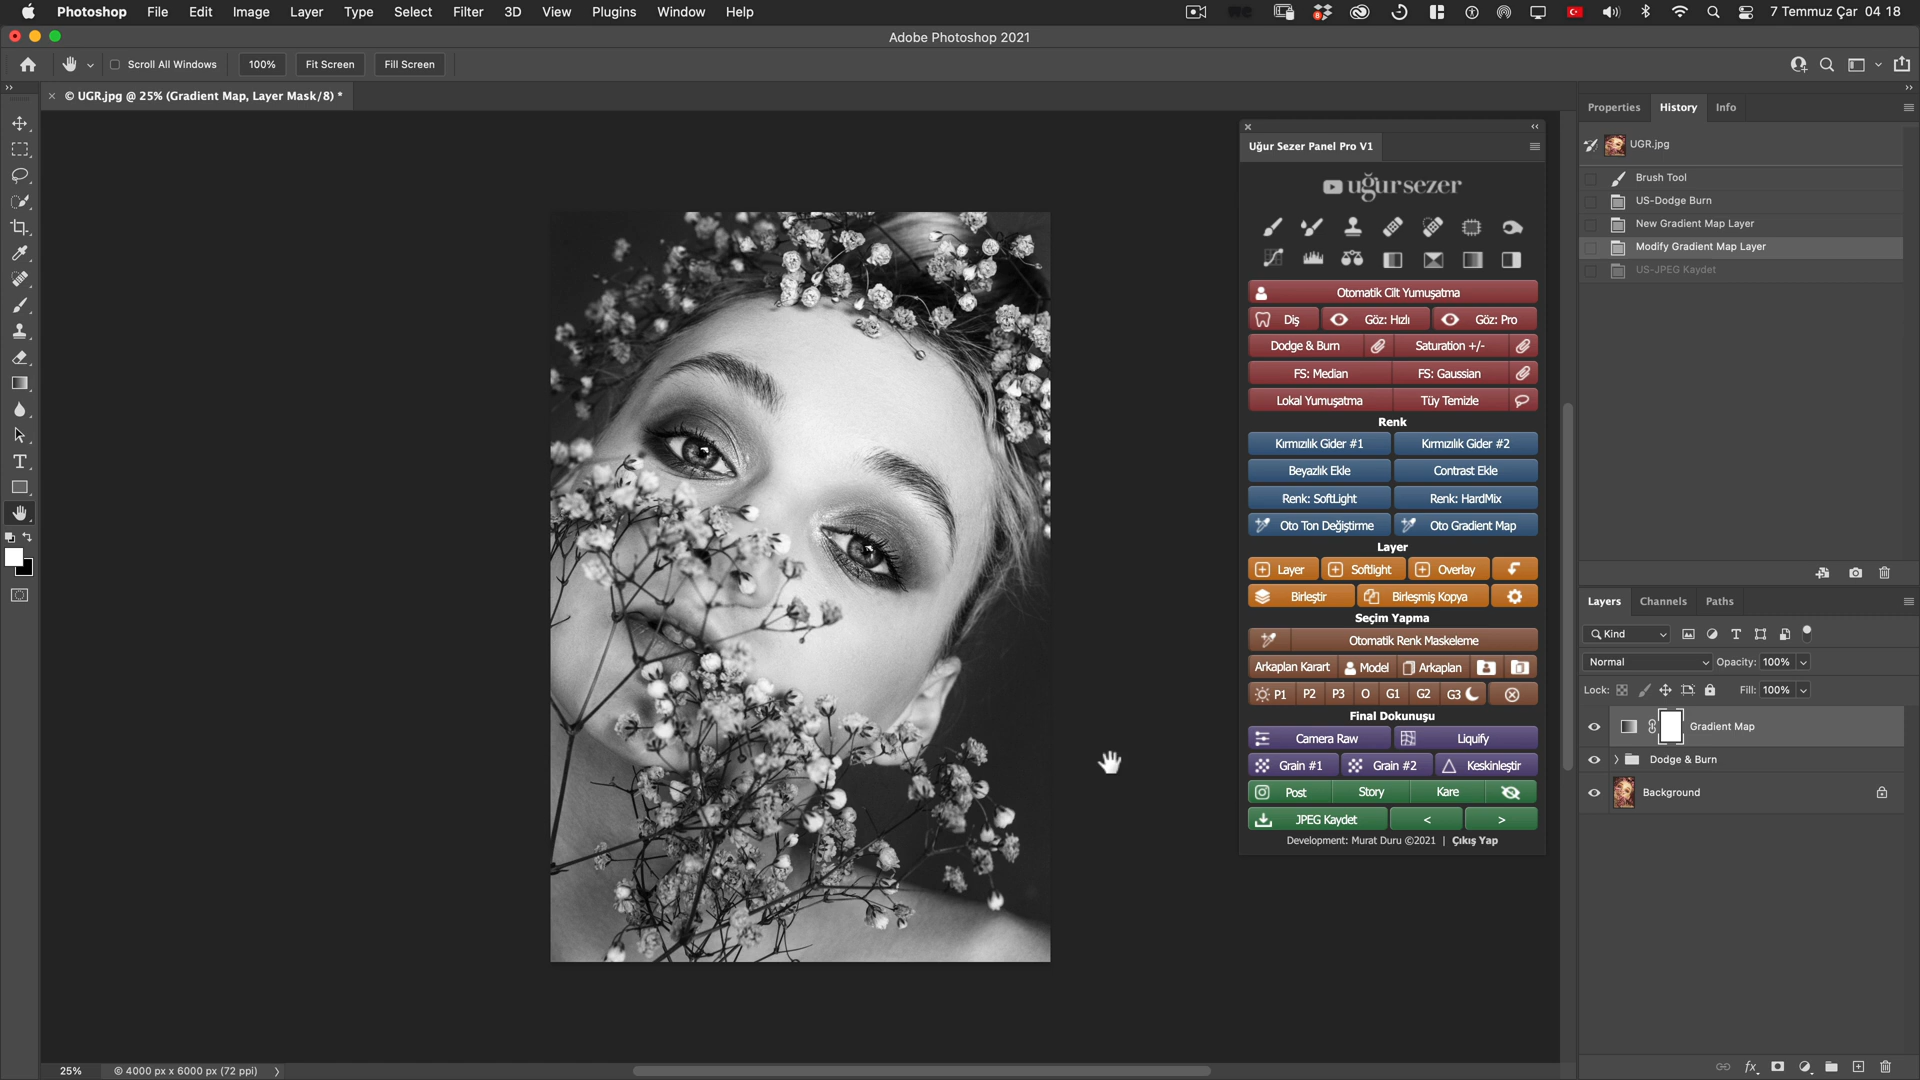 Photoshop File Edit Image Layer Type Select Filter 3D View Plugins Window Help 7 Temmuz Çar 04 18
Adobe Photoshop 2021
Scroll All Windows 100% Fit Screen Fill Screen
© UGR.jpg @ 25% (Gradient Map, Layer Mask/8) *
Properties History Info
UGR.jpg
Brush Tool
US-Dodge Burn
New Gradient Map Layer
Modify Gradient Map Layer
US-JPEG Kaydet
Uğur Sezer Panel Pro V1
uğursezer
Otomatik Cilt Yumuşatma
Diş Göz: Hızlı Göz: Pro
Dodge & Burn Saturation +/-
FS: Median FS: Gaussian
Lokal Yumuşatma Tüy Temizle
Renk
Kırmızılık Gider #1 Kırmızılık Gider #2
Beyazlık Ekle Contrast Ekle
Renk: SoftLight Renk: HardMix
Oto Ton Değiştirme Oto Gradient Map
Layer
Layer Softlight Overlay
Birleştir Birleşmiş Kopya
Seçim Yapma
Otomatik Renk Maskeleme
Arkaplan Karart Model Arkaplan
P1 P2 P3 O G1 G2 G3
Final Dokunuşu
Camera Raw Liquify
Grain #1 Grain #2 Keskinleştir
Post Story Kare
JPEG Kaydet < >
Development: Murat Duru ©2021 | Çıkış Yap
Layers Channels Paths
Kind
Normal Opacity: 100%
Lock: Fill: 100%
Gradient Map
Dodge & Burn
Background
25% © 4000 px x 6000 px (72 ppi)